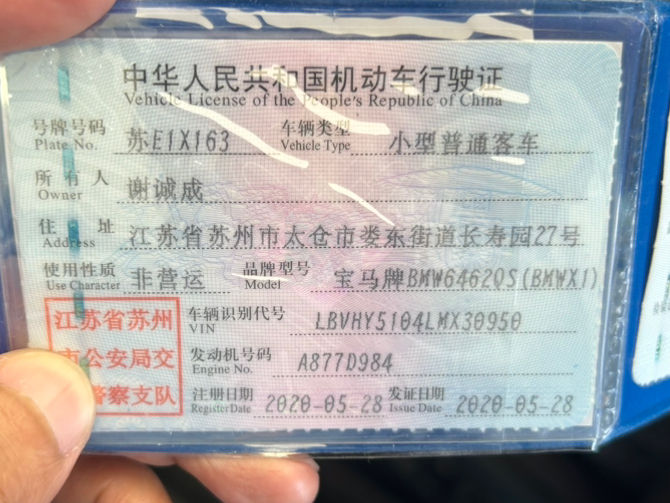 中华人民共和国机动车行驶证
Vehicle License of the People's Republic of China
号牌号码 苏E1X163 车辆类型 小型普通客车
Plate No. Vehicle Type
所有人 谢诚成
Owner
住址 江苏省苏州市太仓市娄东街道长寿园27号
Address
使用性质 非营运 品牌型号 宝马牌BMW6462QS(BMWX1)
Use Character Model
江苏省苏州 车辆识别代号 LBVHY5104LMX30950
VIN
市公安局交 发动机号码 A877D984
Engine No.
警察支队 注册日期 2020-05-28 发证日期 2020-05-28
Register Date Issue Date